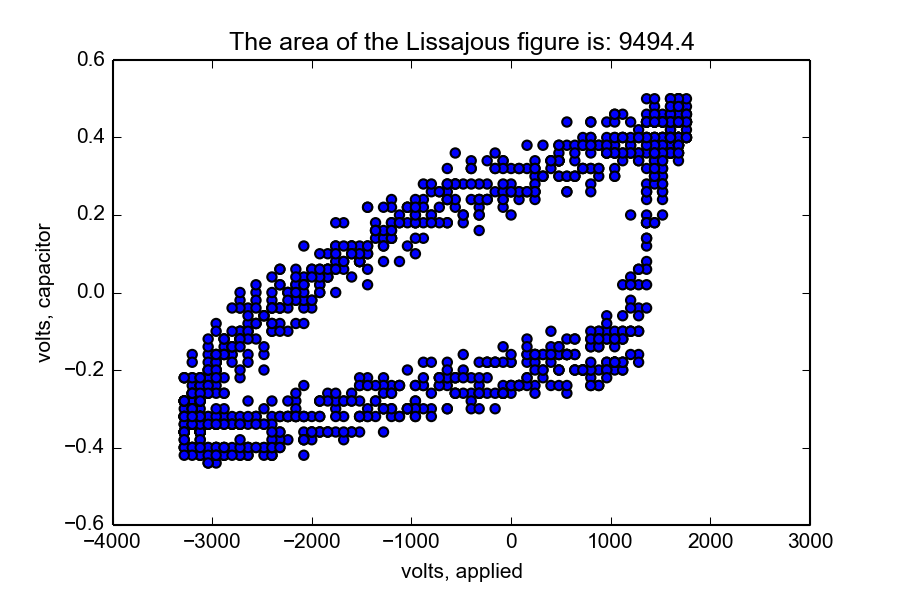 The area of the Lissajous figure is: 9494.4
0.6
0.4
0.2
0.0
−0.2
−0.4
−0.6
volts, capacitor
−4000 −3000 −2000 −1000 0 1000 2000 3000
volts, applied